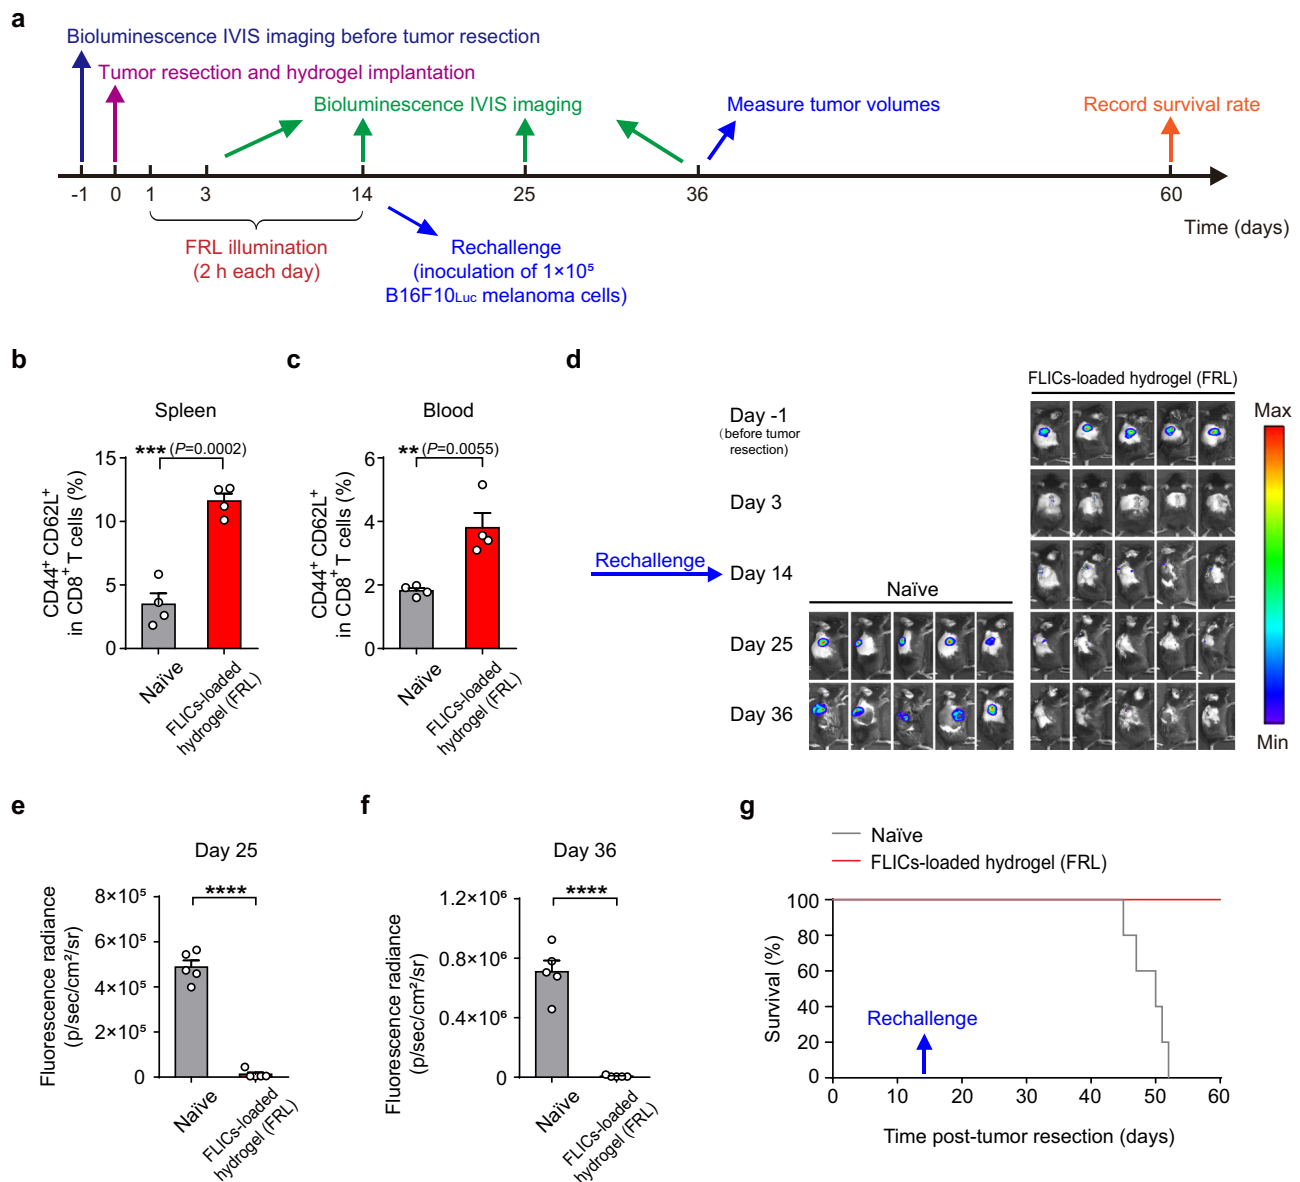 a
Bioluminescence IVIS imaging before tumor resection
Tumor resection and hydrogel implantation
Bioluminescence IVIS imaging
Measure tumor volumes
Record survival rate
-1 0 1 3 14 25 36 60
Time (days)
FRL illumination
(2 h each day)
Rechallenge
(inoculation of 1×10⁵
B16F10Luc melanoma cells)
b
Spleen
*** (P=0.0002)
CD44⁺ CD62L⁺
in CD8⁺ T cells (%)
15
10
5
0
Naïve
FLICs-loaded
hydrogel (FRL)
c
Blood
** (P=0.0055)
CD44⁺ CD62L⁺
in CD8⁺ T cells (%)
6
4
2
0
Naïve
FLICs-loaded
hydrogel (FRL)
d
FLICs-loaded hydrogel (FRL)
Day -1
(before tumor
resection)
Day 3
Rechallenge
Day 14
Naïve
Day 25
Day 36
Max
Min
e
Day 25
****
Fluorescence radiance
(p/sec/cm²/sr)
8×10⁵
6×10⁵
4×10⁵
2×10⁵
0
Naïve
FLICs-loaded
hydrogel (FRL)
f
Day 36
****
Fluorescence radiance
(p/sec/cm²/sr)
1.2×10⁶
0.8×10⁶
0.4×10⁶
0
Naïve
FLICs-loaded
hydrogel (FRL)
g
Naïve
FLICs-loaded hydrogel (FRL)
Survival (%)
100
80
60
40
20
0
Rechallenge
0 10 20 30 40 50 60
Time post-tumor resection (days)